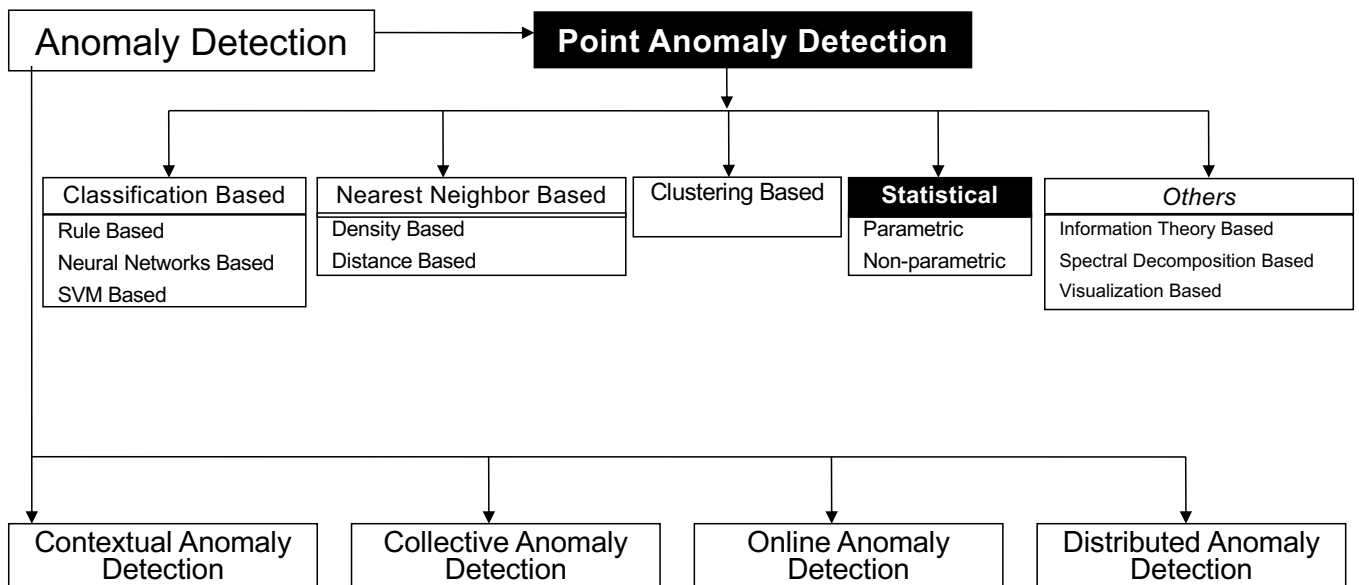 Anomaly Detection
Point Anomaly Detection
Classification Based
Rule Based
Neural Networks Based
SVM Based
Nearest Neighbor Based
Density Based
Distance Based
Clustering Based
Statistical
Parametric
Non-parametric
Others
Information Theory Based
Spectral Decomposition Based
Visualization Based
Contextual Anomaly
Detection
Collective Anomaly
Detection
Online Anomaly
Detection
Distributed Anomaly
Detection